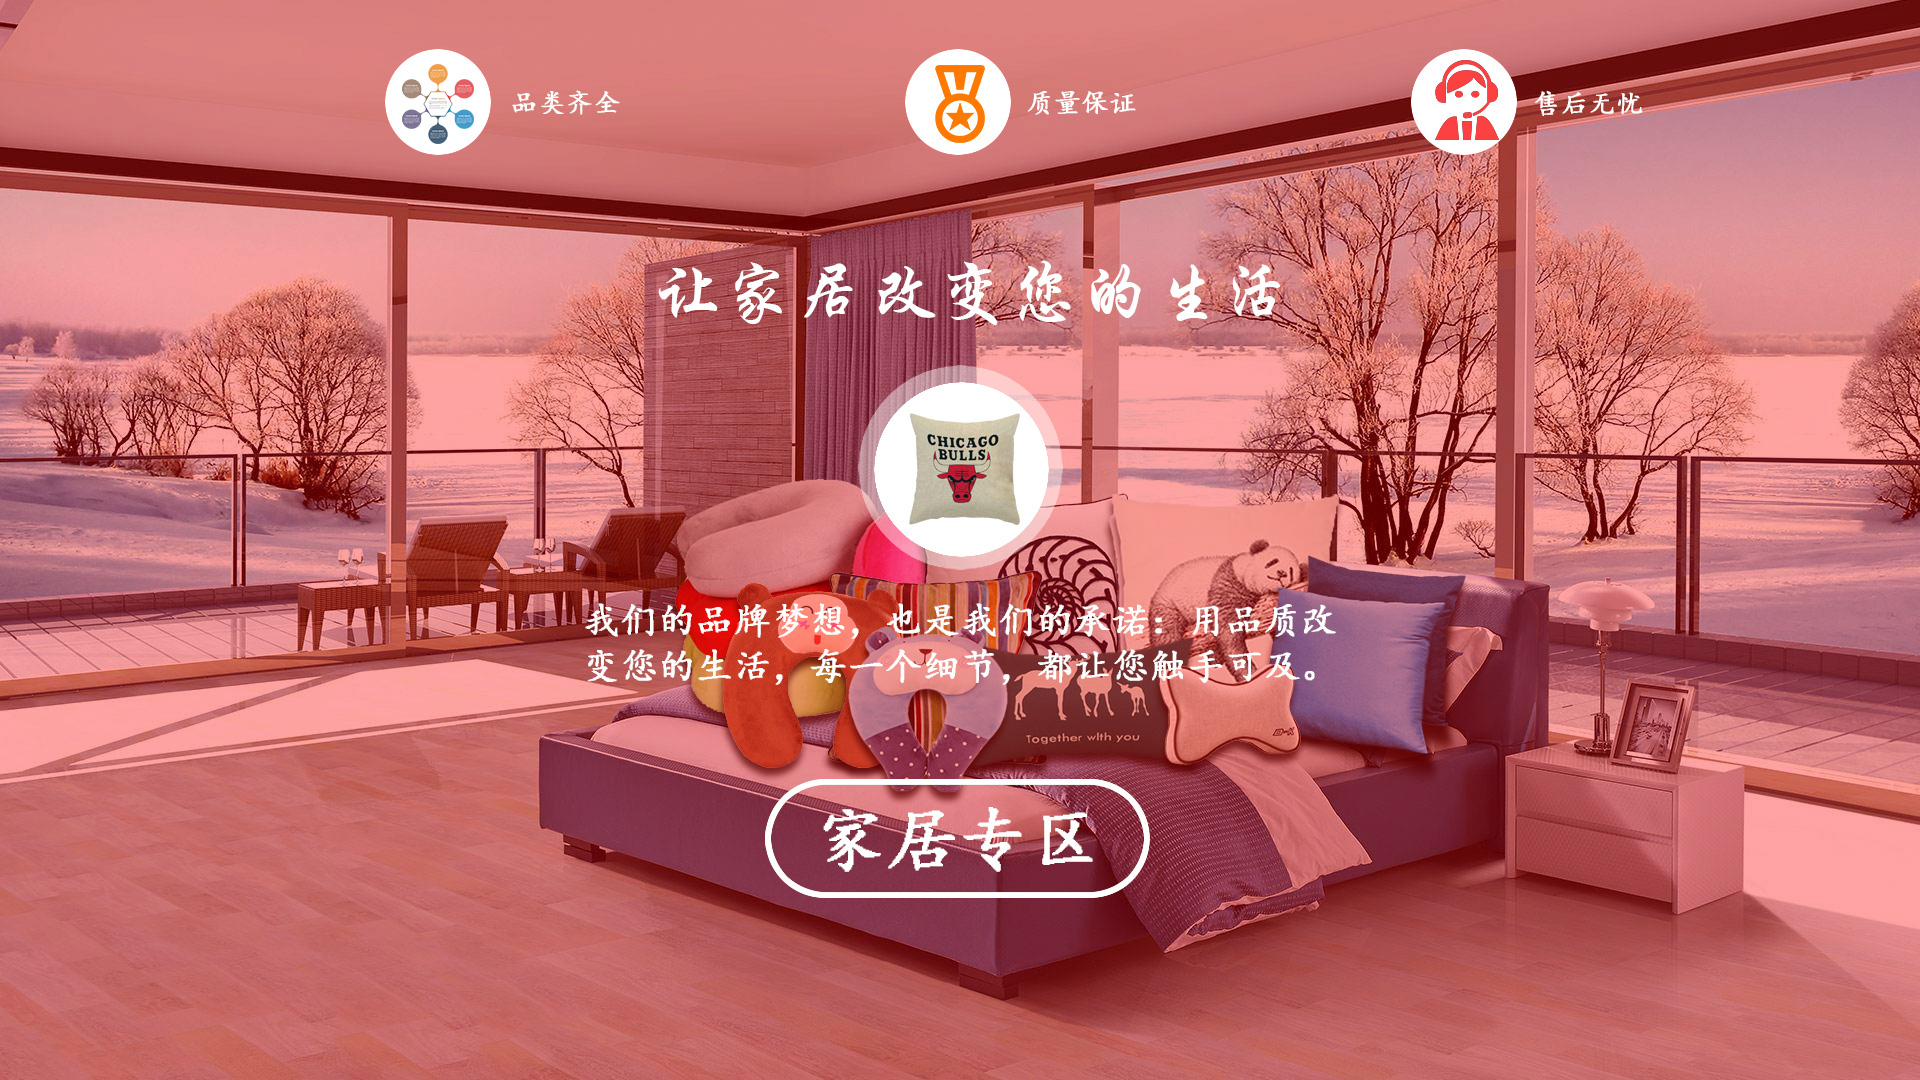 品类齐全
质量保证
售后无忧
让家居改变您的生活
CHICAGO
BULLS
我们的品牌梦想，也是我们的承诺：用品质改
变您的生活，每一个细节，都让您触手可及。
Together with you
家居专区